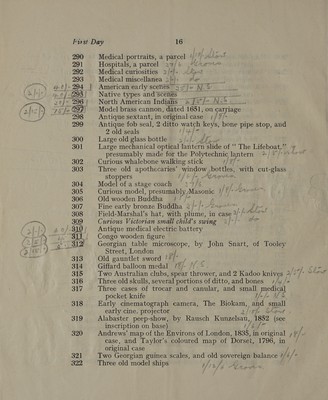 First Day 16
290 Medical portraits, a parcel
291 Hospitals, a parcel
292 Medical curiosities
293 Medical miscellanea
294 American early scenes
295 Native types and scenes
296 North American Indians
297 Model brass cannon, dated 1651, on carriage
298 Antique sextant, in original case
299 Antique fob seal, 2 ditto watch keys, bone pipe stop, and
2 old seals
300 Large old glass bottle
301 Large mechanical optical lantern slide of " The Lifeboat,"
presumably made for the Polytechnic lantern
302 Curious whalebone walking stick
303 Three old apothecaries' window bottles, with cut-glass
stoppers
304 Model of a stage coach
305 Curious model, presumably Masonic
306 Old wooden Buddha
307 Fine early bronze Buddha
308 Field-Marshal's hat, with plume, in case
309 Curious Victorian small child's swing
310 Antique medical electric battery
311 Congo wooden figure
312 Georgian table microscope, by John Snart, of Tooley
Street, London
313 Old gauntlet sword
314 Giffard balloon medal
315 Two Australian clubs, spear thrower, and 2 Kadoo knives
316 Three old skulls, several portions of ditto, and bones
317 Three cases of trocar and canular, and small medical
pocket knife
318 Early cinematograph camera, The Biokam, and small
early cine. projector
319 Alabaster peep-show, by Ransch Kunzelsan, 1852 (see
inscription on base)
320 Andrews' map of the Environs of London, 1835, in original
case, and Taylor's coloured map of Dorset, 1796, in
original case
321 Two Georgian guinea scales, and old sovereign balance
322 Three old model ships